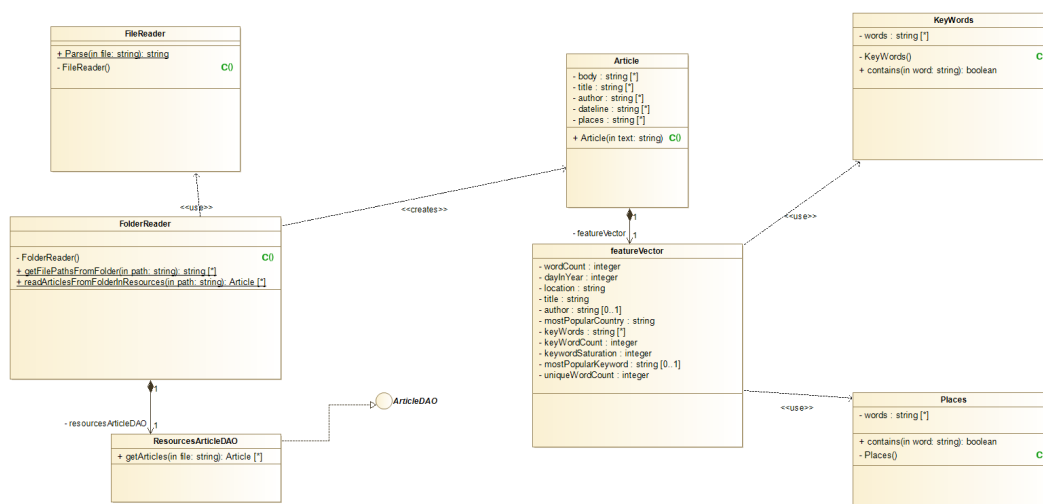 FileReader
+ Parse(in file: string): string
- FileReader() C()
Article
- body : string [*]
- title : string [*]
- author : string [*]
- dateline : string [*]
- places : string [*]
+ Article(in text: string) C()
KeyWords
- words : string [*]
- KeyWords() C
+ contains(in word: string): boolean
<<use>>
<<creates>>
<<use>>
FolderReader
- FolderReader() C()
+ getFilePathsFromFolder(in path: string): string [*]
+ readArticlesFromFolderInResources(in path: string): Article [*]
1
- featureVector
1
featureVector
- wordCount : integer
- dayInYear : integer
- location : string
- title : string
- author : string [0..1]
- mostPopularCountry : string
- keyWords : string [*]
- keyWordCount : integer
- keywordSaturation : integer
- mostPopularKeyword : string [0..1]
- uniqueWordCount : integer
1
- resourcesArticleDAO
1
ArticleDAO
<<use>>
ResourcesArticleDAO
+ getArticles(in file: string): Article [*]
Places
- words : string [*]
+ contains(in word: string): boolean
- Places() C